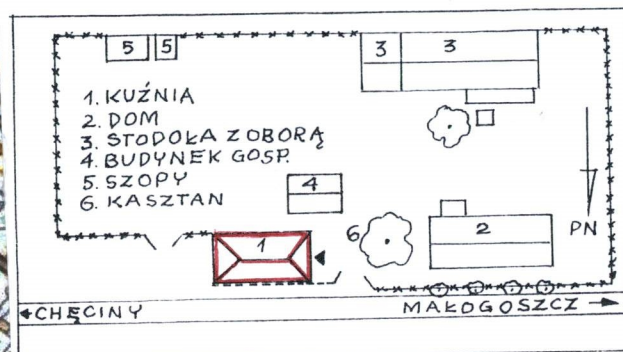 5 5 3 3
1. KUŹNIA
2. DOM
3. STODOŁA Z OBORĄ
4. BUDYNEK GOSP.
5. SZOPY
6. KASZTAN
4
1
6
2
PN
CHĘCINY
MAŁOGOSZCZ